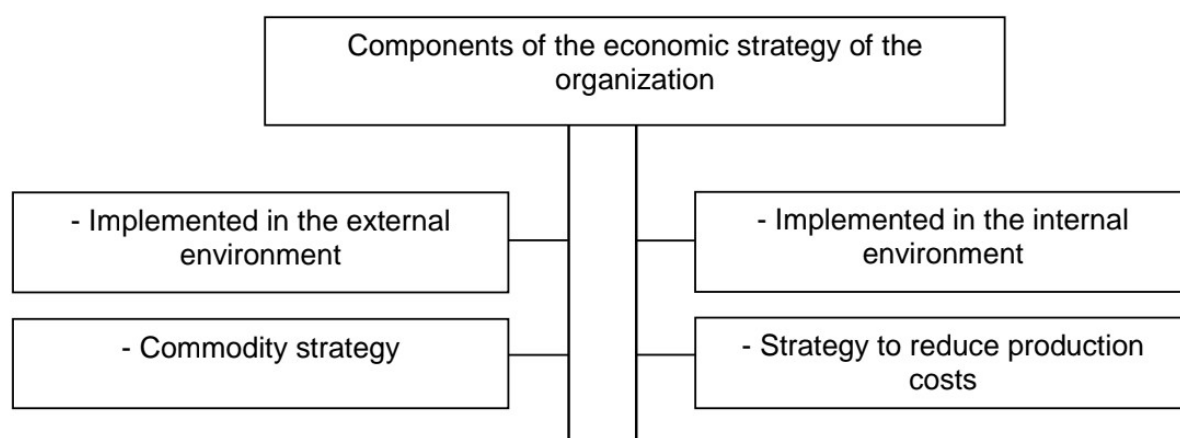 Components of the economic strategy of the
organization
- Implemented in the external
environment
- Implemented in the internal
environment
- Commodity strategy
- Strategy to reduce production
costs